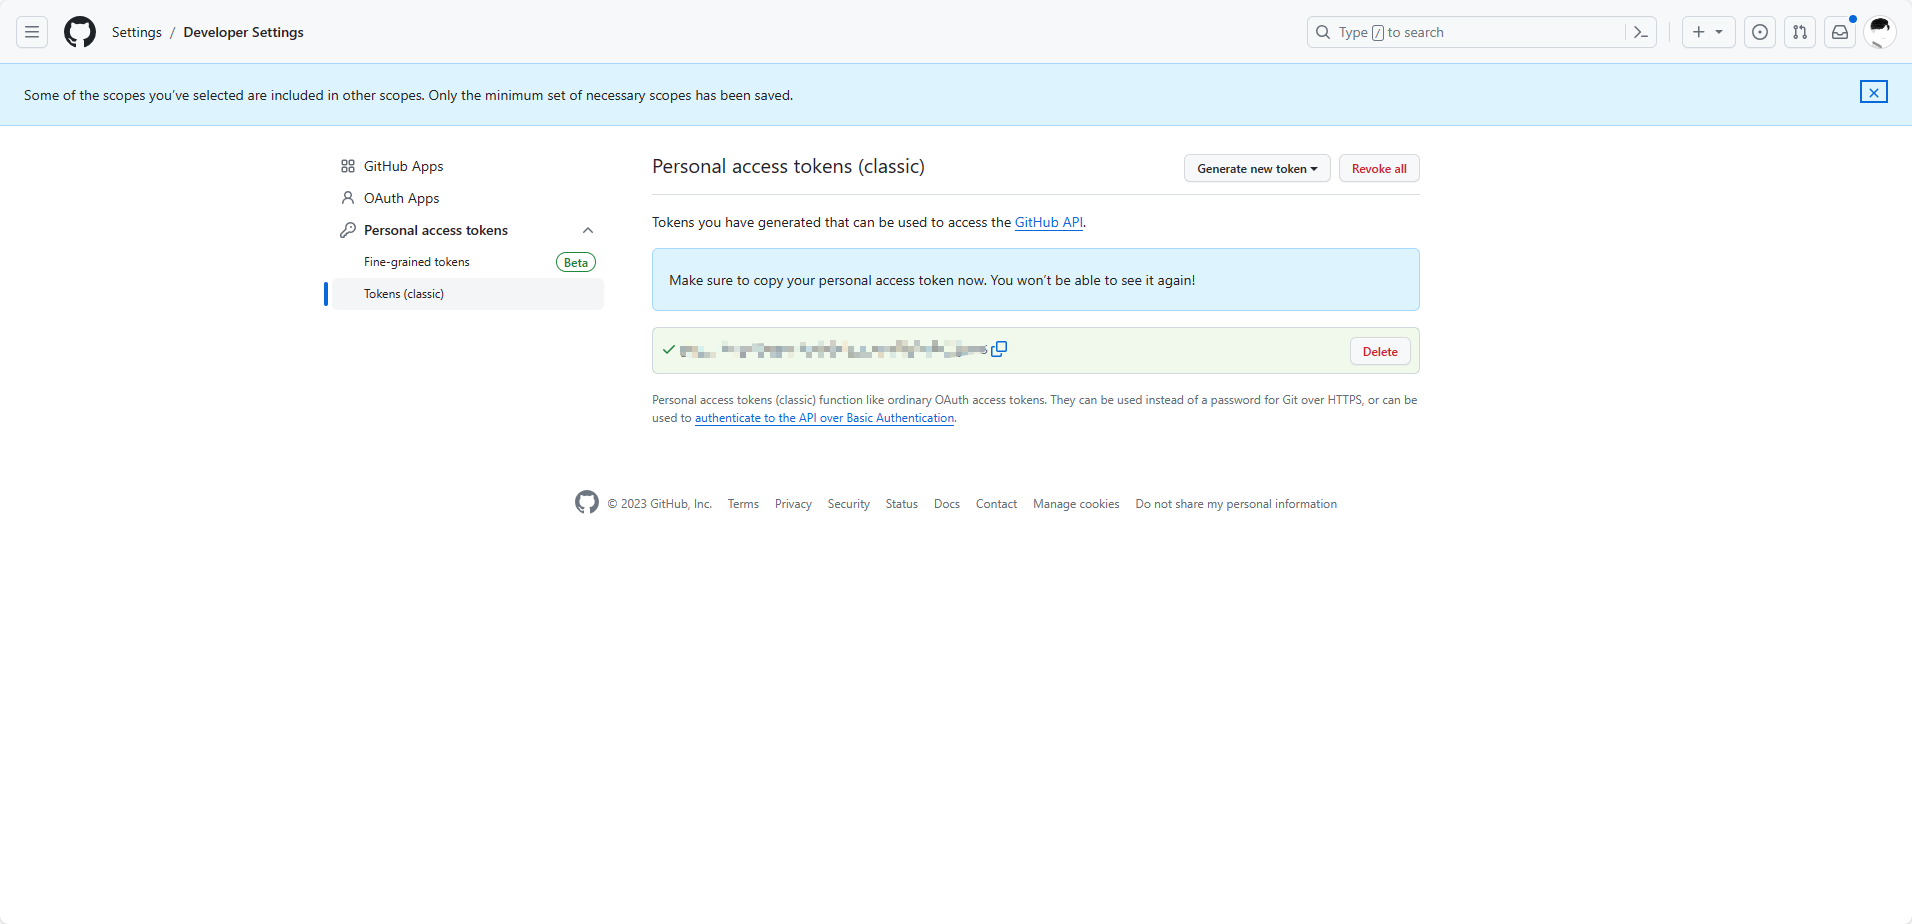 Settings / Developer Settings
Type / to search
Some of the scopes you’ve selected are included in other scopes. Only the minimum set of necessary scopes has been saved.
GitHub Apps
OAuth Apps
Personal access tokens
Fine-grained tokens Beta
Tokens (classic)
Personal access tokens (classic)
Generate new token
Revoke all
Tokens you have generated that can be used to access the GitHub API.
Make sure to copy your personal access token now. You won’t be able to see it again!
Delete
Personal access tokens (classic) function like ordinary OAuth access tokens. They can be used instead of a password for Git over HTTPS, or can be
used to authenticate to the API over Basic Authentication.
© 2023 GitHub, Inc. Terms Privacy Security Status Docs Contact Manage cookies Do not share my personal information